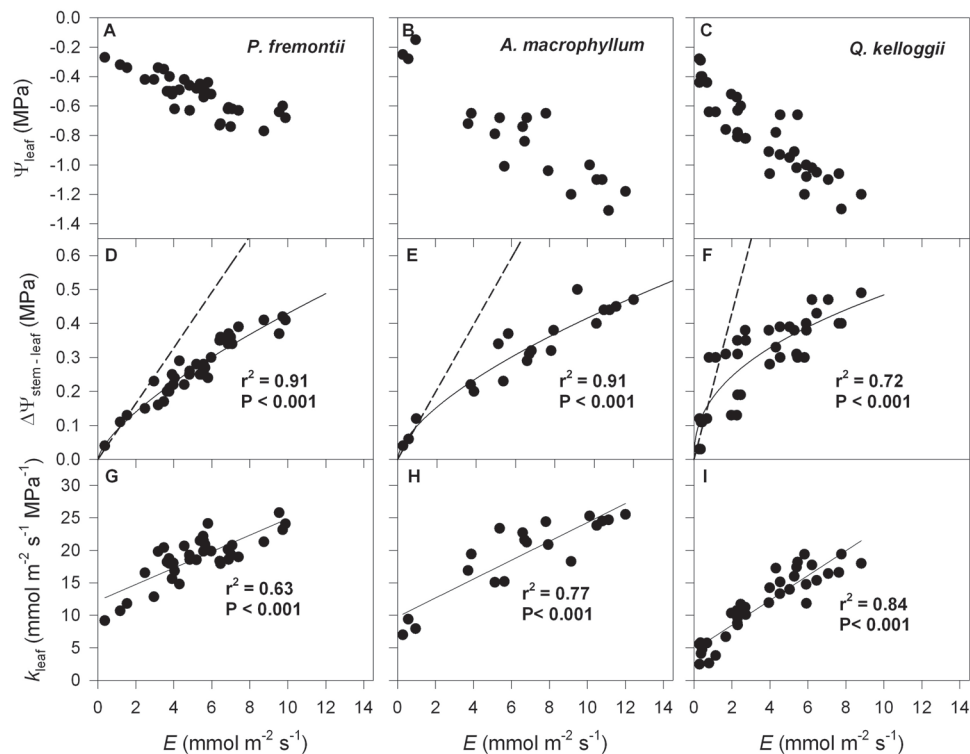 A P. fremontii
B A. macrophyllum
C Q. kelloggii
Ψleaf (MPa)
0.0
-0.2
-0.4
-0.6
-0.8
-1.0
-1.2
-1.4
D
E
F
ΔΨstem - leaf (MPa)
0.6
0.5
0.4
0.3
0.2
0.1
0.0
r² = 0.91
P < 0.001
r² = 0.91
P < 0.001
r² = 0.72
P < 0.001
G
H
I
kleaf (mmol m⁻² s⁻¹ MPa⁻¹)
30
25
20
15
10
5
0
r² = 0.63
P < 0.001
r² = 0.77
P< 0.001
r² = 0.84
P< 0.001
0 2 4 6 8 10 12 14
0 2 4 6 8 10 12 14
0 2 4 6 8 10 12 14
E (mmol m⁻² s⁻¹)
E (mmol m⁻² s⁻¹)
E (mmol m⁻² s⁻¹)